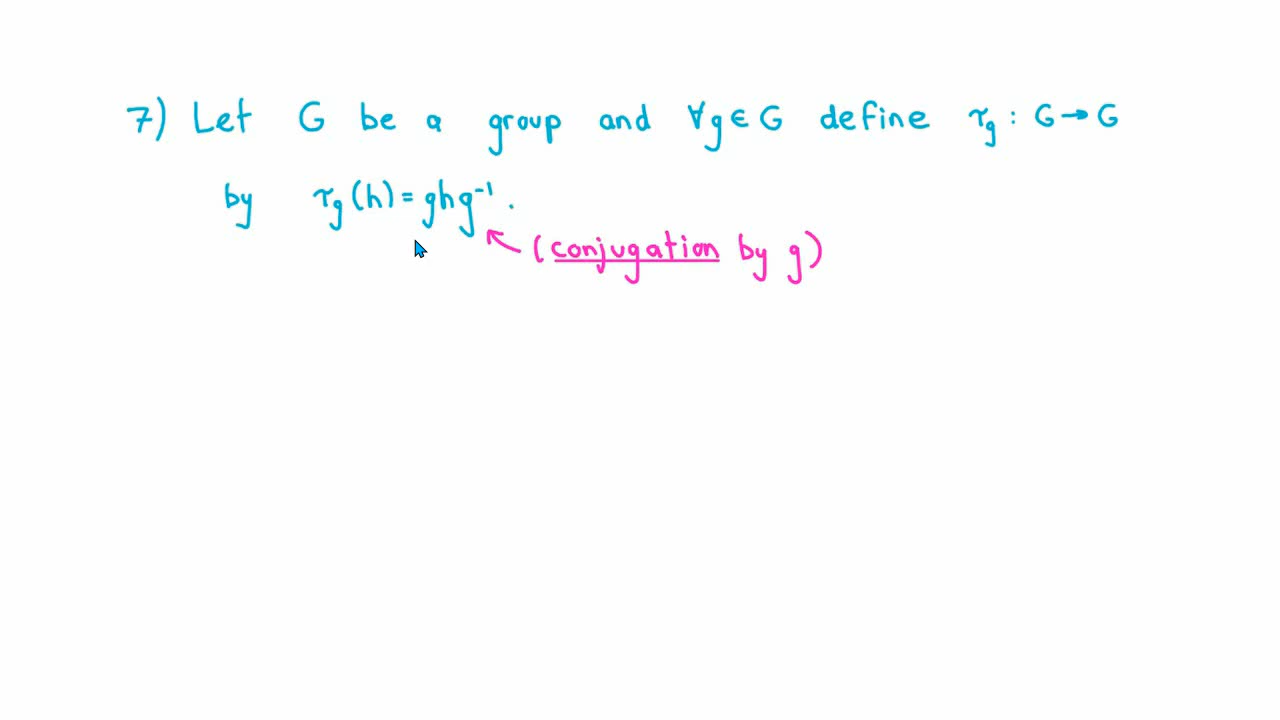 7) Let G be a group and ∀g∈G define τg : G→G
by τg(h)=ghg⁻¹.
(conjugation by g)